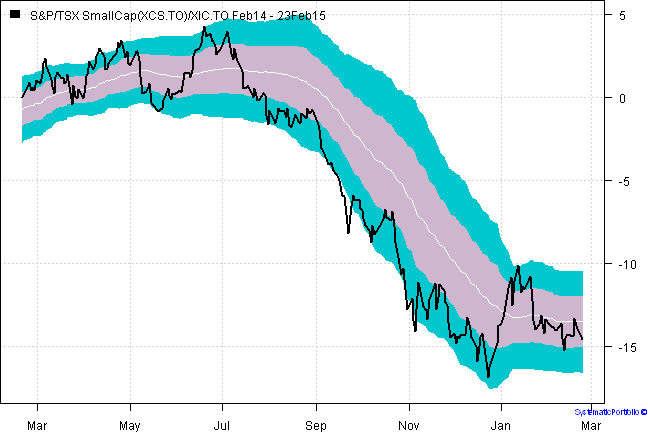 S&P/TSX SmallCap(XCS.TO)/XIC.TO Feb14 - 23Feb15
5
0
-5
-10
-15
Mar May Jul Sep Nov Jan Mar
SystematicPortfolio ©